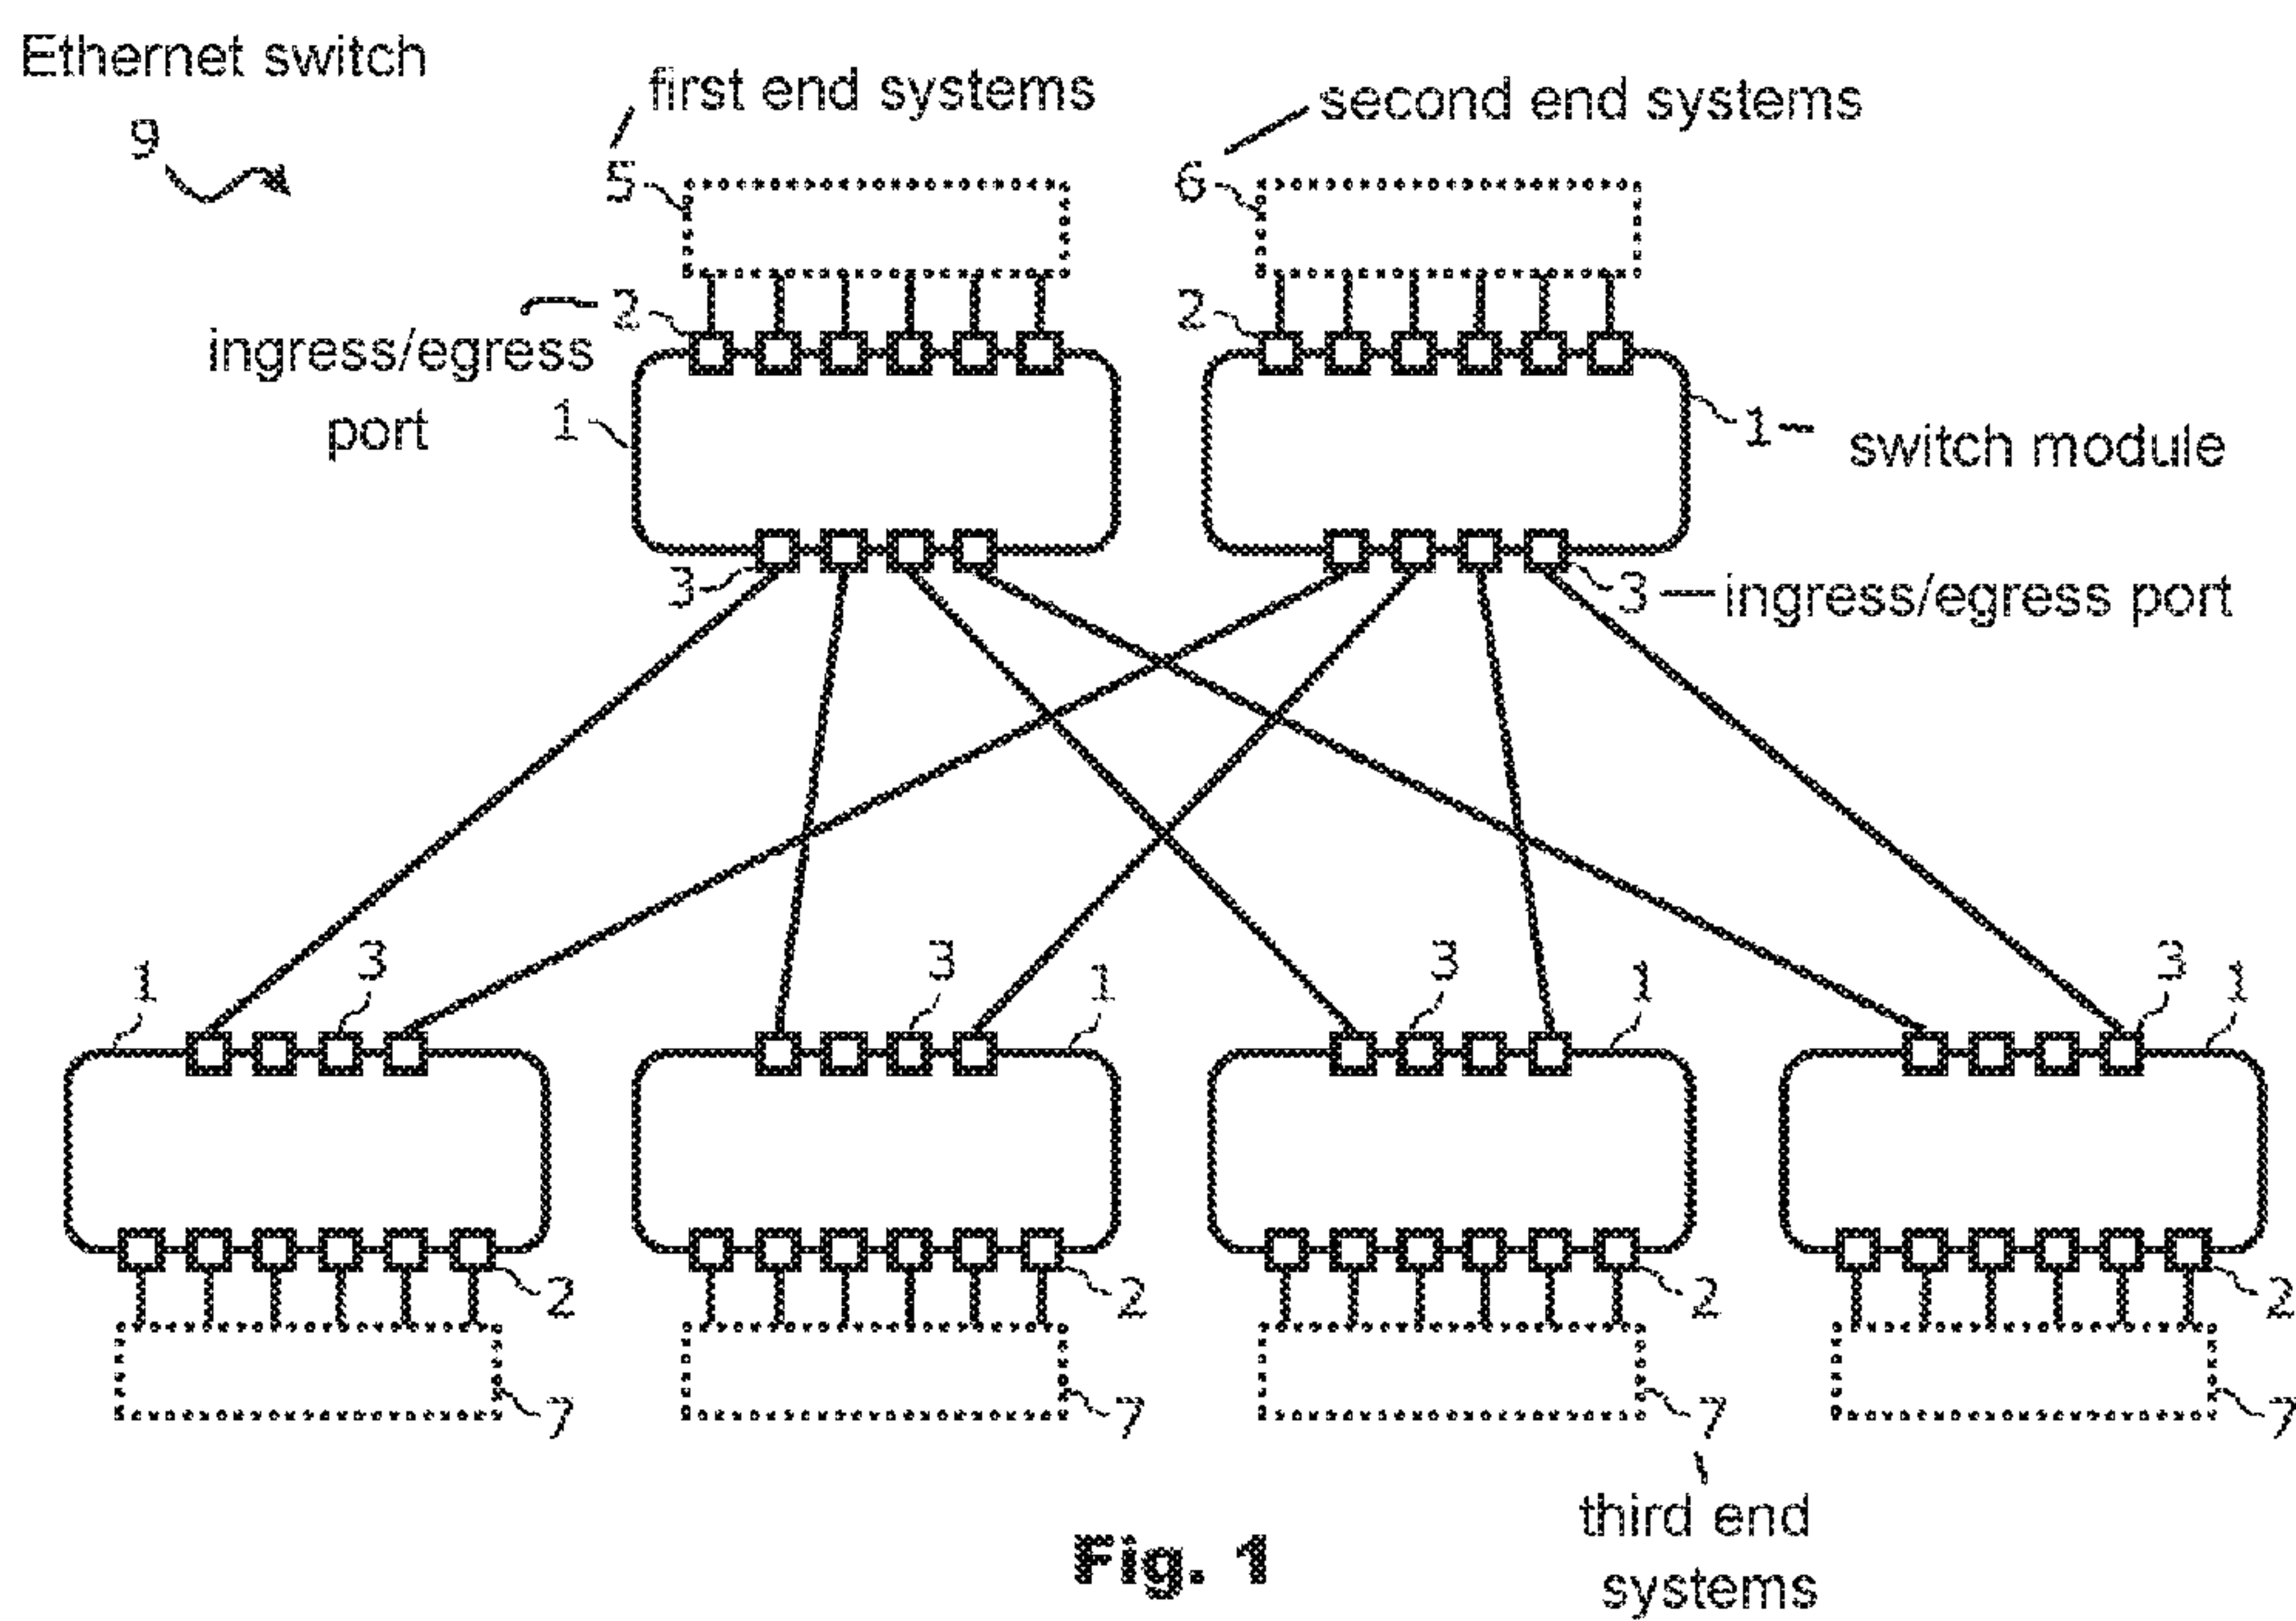 Ethernet switch
9
first end systems
second end systems
5
6
2
2
ingress/egress
port
1
1
switch module
3
3
ingress/egress port
1
3
3
1
3
1
3
1
2
2
2
2
7
7
7
7
third end
systems
Fig. 1